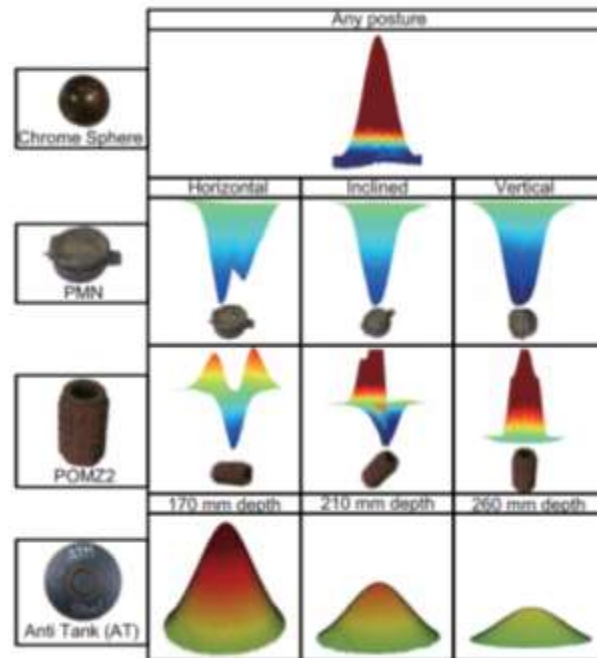 Any posture
Chrome Sphere
Horizontal
Inclined
Vertical
PMN
POMZ2
170 mm depth
210 mm depth
260 mm depth
Anti Tank (AT)